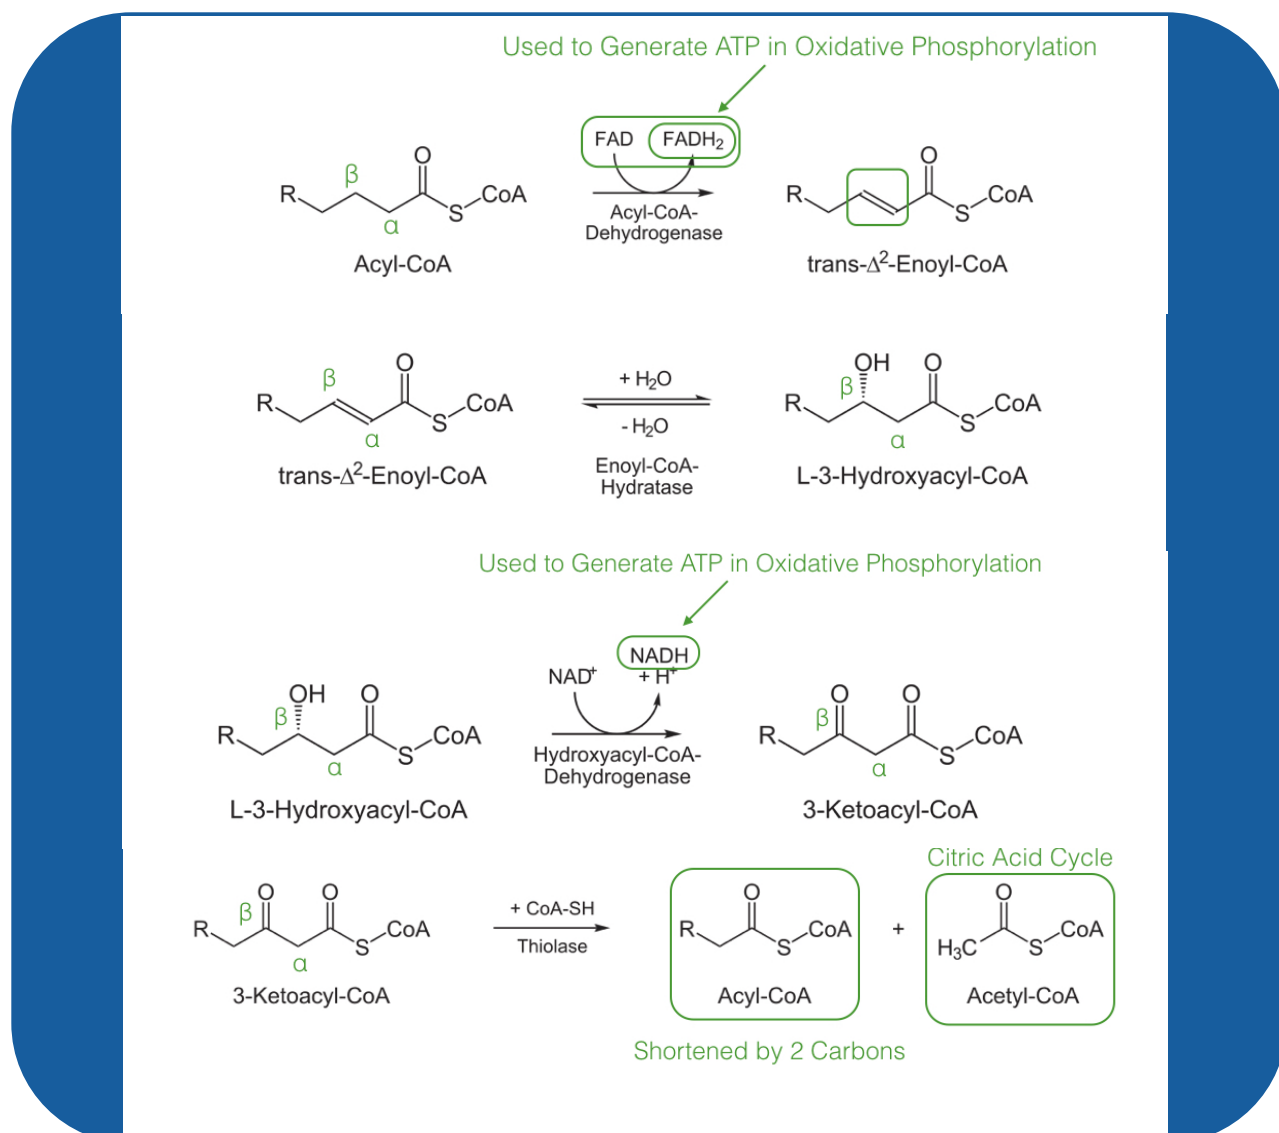 Used to Generate ATP in Oxidative Phosphorylation
FAD FADH2
O O
β
R S CoA R S CoA
α
Acyl-CoA-
Dehydrogenase
Acyl-CoA trans-Δ2-Enoyl-CoA
O OH O
β + H2O β
R S CoA R S CoA
α - H2O α
trans-Δ2-Enoyl-CoA Enoyl-CoA- L-3-Hydroxyacyl-CoA
Hydratase
Used to Generate ATP in Oxidative Phosphorylation
NADH
NAD+ + H+
OH O O O
β β
R S CoA R S CoA
α α
Hydroxyacyl-CoA-
Dehydrogenase
L-3-Hydroxyacyl-CoA 3-Ketoacyl-CoA
Citric Acid Cycle
O O O O
β + CoA-SH
R S CoA R S CoA + H3C S CoA
α Thiolase
3-Ketoacyl-CoA Acyl-CoA Acetyl-CoA
Shortened by 2 Carbons